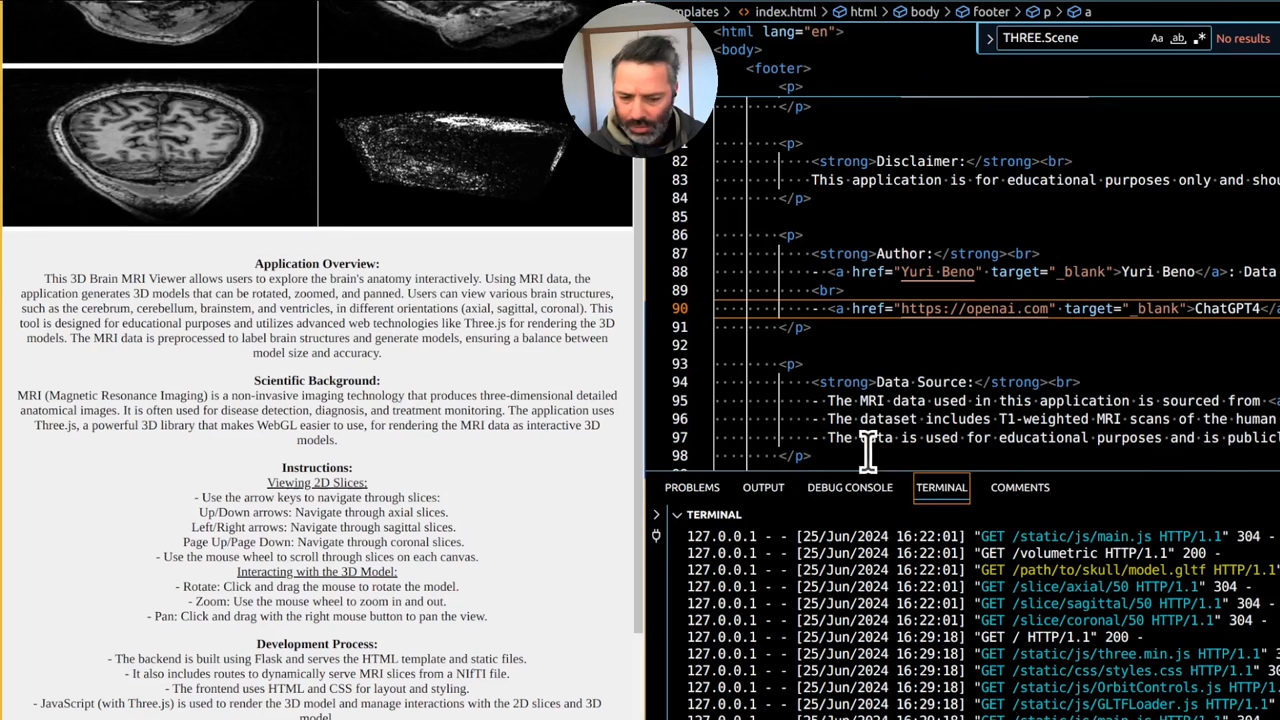 Application Overview:
This 3D Brain MRI Viewer allows users to explore the brain's anatomy interactively. Using MRI data, the
application generates 3D models that can be rotated, zoomed, and panned. Users can view various brain structures,
such as the cerebrum, cerebellum, brainstem, and ventricles, in different orientations (axial, sagittal, coronal). This
tool is designed for educational purposes and utilizes advanced web technologies like Three.js for rendering the 3D
models. The MRI data is preprocessed to label brain structures and generate models, ensuring a balance between
model size and accuracy.
Scientific Background:
MRI (Magnetic Resonance Imaging) is a non-invasive imaging technology that produces three-dimensional detailed
anatomical images. It is often used for disease detection, diagnosis, and treatment monitoring. The application uses
Three.js, a powerful 3D library that makes WebGL easier to use, for rendering the MRI data as interactive 3D
models.
Instructions:
Viewing 2D Slices:
- Use the arrow keys to navigate through slices:
Up/Down arrows: Navigate through axial slices.
Left/Right arrows: Navigate through sagittal slices.
Page Up/Page Down: Navigate through coronal slices.
- Use the mouse wheel to scroll through slices on each canvas.
Interacting with the 3D Model:
- Rotate: Click and drag the mouse to rotate the model.
- Zoom: Use the mouse wheel to zoom in and out.
- Pan: Click and drag with the right mouse button to pan the view.
Development Process:
- The backend is built using Flask and serves the HTML template and static files.
- It also includes routes to dynamically serve MRI slices from a NIfTI file.
- The frontend uses HTML and CSS for layout and styling.
- JavaScript (with Three.js) is used to render the 3D model and manage interactions with the 2D slices and 3D
model.
mplates > <> index.html > html > body > footer > p > a
<html lang="en">
<body>
<footer>
<p>
THREE.Scene Aa ab .* No results
</p>
<p>
82 <strong>Disclaimer:</strong><br>
83 This application is for educational purposes only and shou
84 </p>
85
86 <p>
87 <strong>Author:</strong><br>
88 - <a href="Yuri Beno" target="_blank">Yuri Beno</a>: Data
89 <br>
90 - <a href="https://openai.com" target="_blank">ChatGPT4</a
91 </p>
92
93 <p>
94 <strong>Data Source:</strong><br>
95 - The MRI data used in this application is sourced from <a
96 - The dataset includes T1-weighted MRI scans of the human
97 - The data is used for educational purposes and is public
98 </p>
PROBLEMS OUTPUT DEBUG CONSOLE TERMINAL COMMENTS
TERMINAL
127.0.0.1 - - [25/Jun/2024 16:22:01] "GET /static/js/main.js HTTP/1.1" 304 -
127.0.0.1 - - [25/Jun/2024 16:22:01] "GET /volumetric HTTP/1.1" 200 -
127.0.0.1 - - [25/Jun/2024 16:22:01] "GET /path/to/skull/model.gltf HTTP/1.
127.0.0.1 - - [25/Jun/2024 16:22:01] "GET /slice/axial/50 HTTP/1.1" 304 -
127.0.0.1 - - [25/Jun/2024 16:22:01] "GET /slice/sagittal/50 HTTP/1.1" 304
127.0.0.1 - - [25/Jun/2024 16:22:01] "GET /slice/coronal/50 HTTP/1.1" 304 -
127.0.0.1 - - [25/Jun/2024 16:29:18] "GET / HTTP/1.1" 200 -
127.0.0.1 - - [25/Jun/2024 16:29:18] "GET /static/js/three.min.js HTTP/1.1" 3
127.0.0.1 - - [25/Jun/2024 16:29:18] "GET /static/css/styles.css HTTP/1.1" 30
127.0.0.1 - - [25/Jun/2024 16:29:18] "GET /static/js/OrbitControls.js HTTP/1.
127.0.0.1 - - [25/Jun/2024 16:29:18] "GET /static/js/GLTFLoader.js HTTP/1.1"